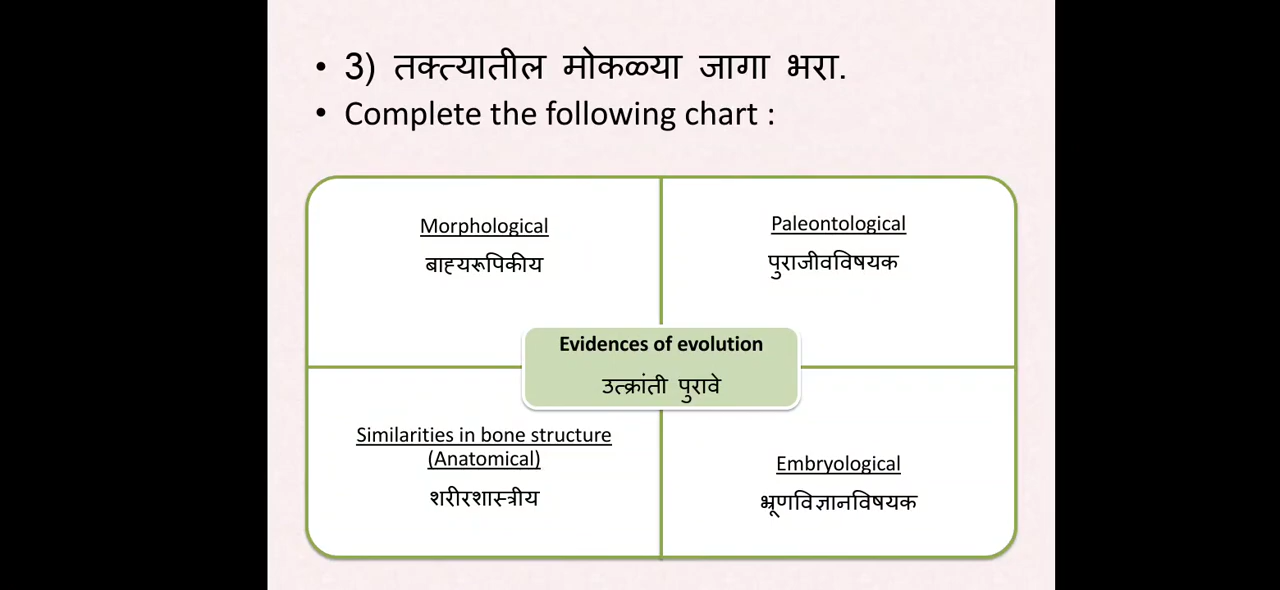 • 3) तक्त्यातील मोकळ्या जागा भरा.
• Complete the following chart :
Morphological
बाह्यरूपिकीय
Paleontological
पुराजीवविषयक
Evidences of evolution
उत्क्रांती पुरावे
Similarities in bone structure
(Anatomical)
शरीरशास्त्रीय
Embryological
भ्रूणविज्ञानविषयक